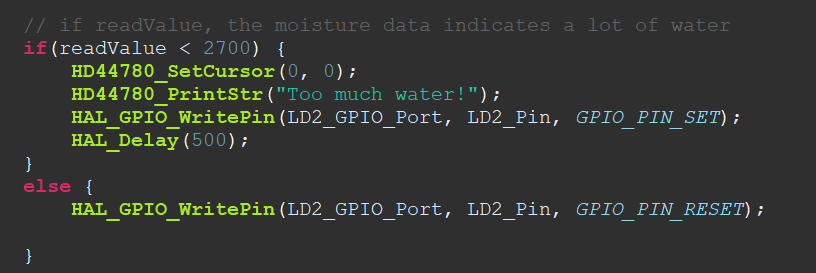 // if readValue, the moisture data indicates a lot of water
if(readValue < 2700) {
    HD44780_SetCursor(0, 0);
    HD44780_PrintStr("Too much water!");
    HAL_GPIO_WritePin(LD2_GPIO_Port, LD2_Pin, GPIO_PIN_SET);
    HAL_Delay(500);
}
else {
    HAL_GPIO_WritePin(LD2_GPIO_Port, LD2_Pin, GPIO_PIN_RESET);

}